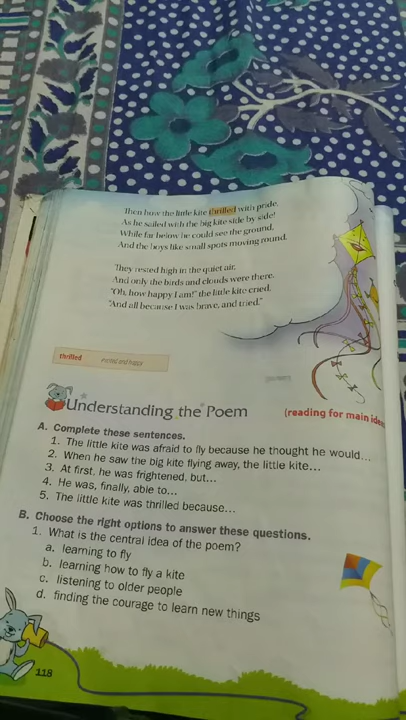 Then how the little kite thrilled with pride,
As he sailed with the big kite side by side!
While far below he could see the ground,
And the boys like small spots moving round.
They rested high in the quiet air,
And only the birds and clouds were there.
"Oh, how happy I am!" the little kite cried,
"And all because I was brave, and tried."
thrilled excited and happy
Understanding the Poem
(reading for main idea
A. Complete these sentences.
1. The little kite was afraid to fly because he thought he would...
2. When he saw the big kite flying away, the little kite...
3. At first, he was frightened, but...
4. He was, finally, able to...
5. The little kite was thrilled because...
B. Choose the right options to answer these questions.
1. What is the central idea of the poem?
a. learning to fly
b. learning how to fly a kite
c. listening to older people
d. finding the courage to learn new things
118